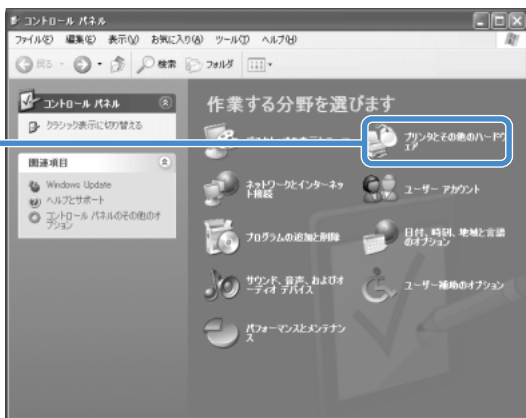 コントロール パネル
ファイル(F) 編集(E) 表示(V) お気に入り(A) ツール(T) ヘルプ(H)
戻る 検索 フォルダ
コントロール パネル
クラシック表示に切り替える
関連項目
Windows Update
ヘルプとサポート
コントロール パネルのその他のオ
プション
作業する分野を選びます
プリンタとその他のハードウ
ェア
ネットワークとインターネッ
ト接続
ユーザー アカウント
プログラムの追加と削除
日付、時刻、地域と言語
のオプション
サウンド、音声、およびオ
ーディオ デバイス
ユーザー補助のオプション
パフォーマンスとメンテナン
ス